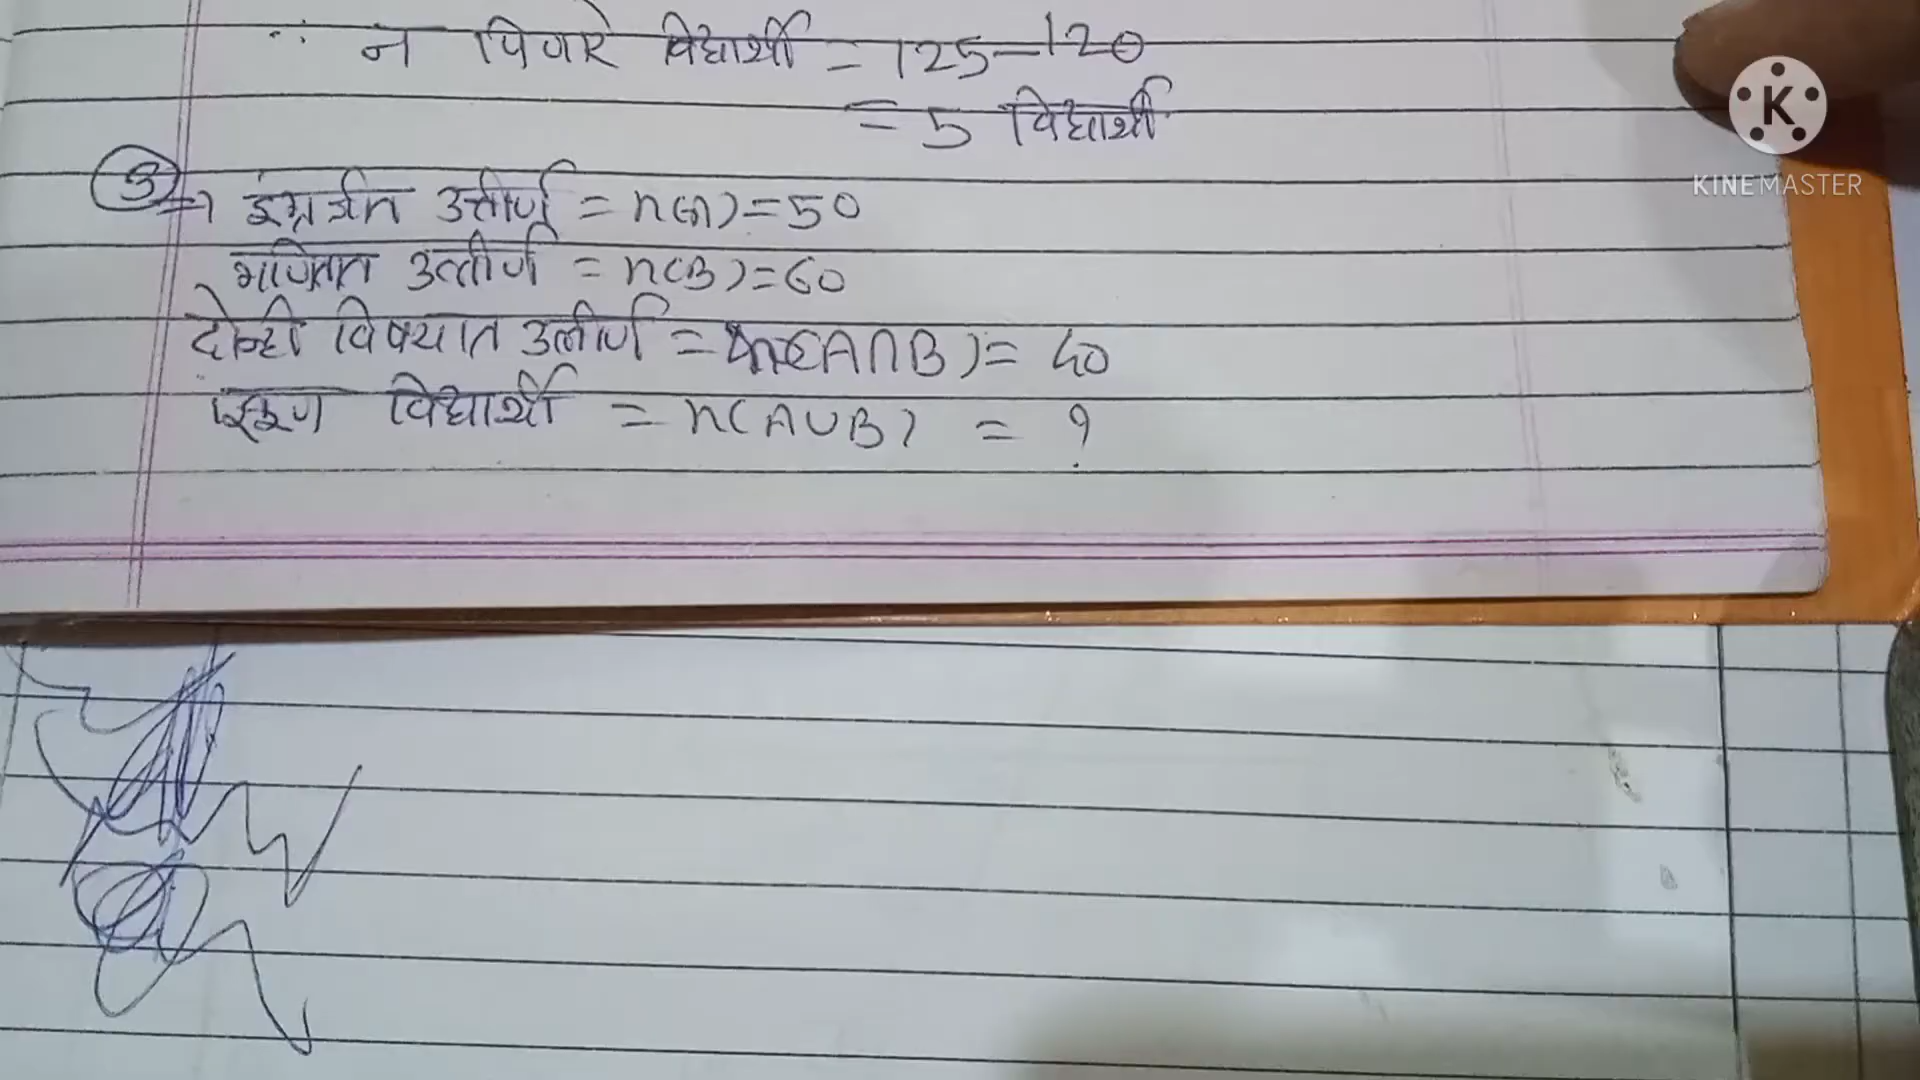 ∴ न पिणारे विद्यार्थी = 125-120
= 5 विद्यार्थी
K
KINEMASTER
③ → इंग्रजीत उत्तीर्ण = n(A) = 50
गणितात उत्तीर्ण = n(B) = 60
दोन्ही विषयात उत्तीर्ण = n(A∩B) = 40
एकूण विद्यार्थी = n(A∪B) = ?